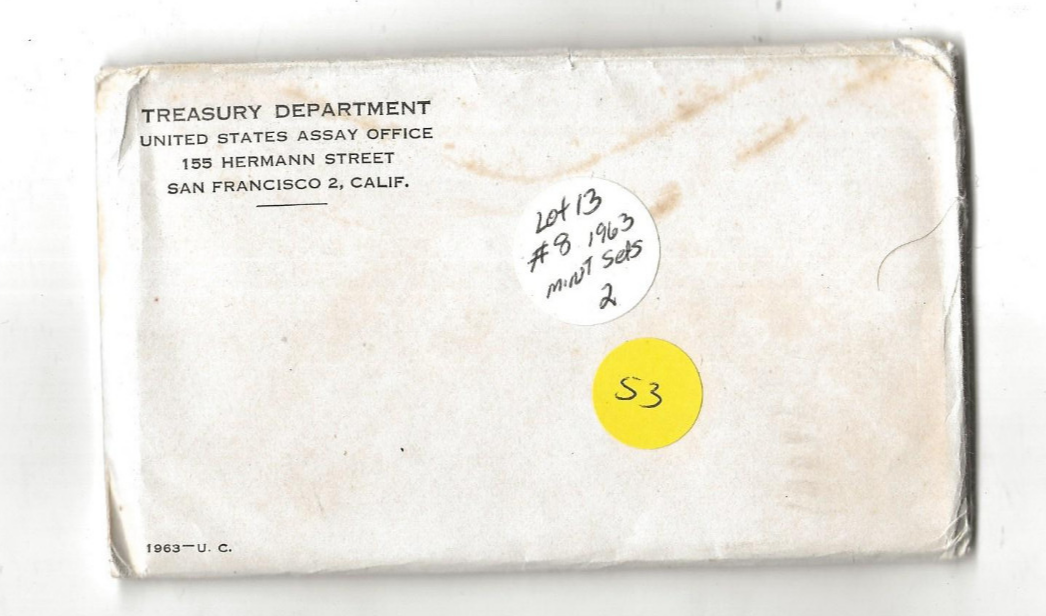 TREASURY DEPARTMENT
UNITED STATES ASSAY OFFICE
155 HERMANN STREET
SAN FRANCISCO 2, CALIF.
Lot 13
#8 1963
MINT Sets
2
53
1963—U. C.